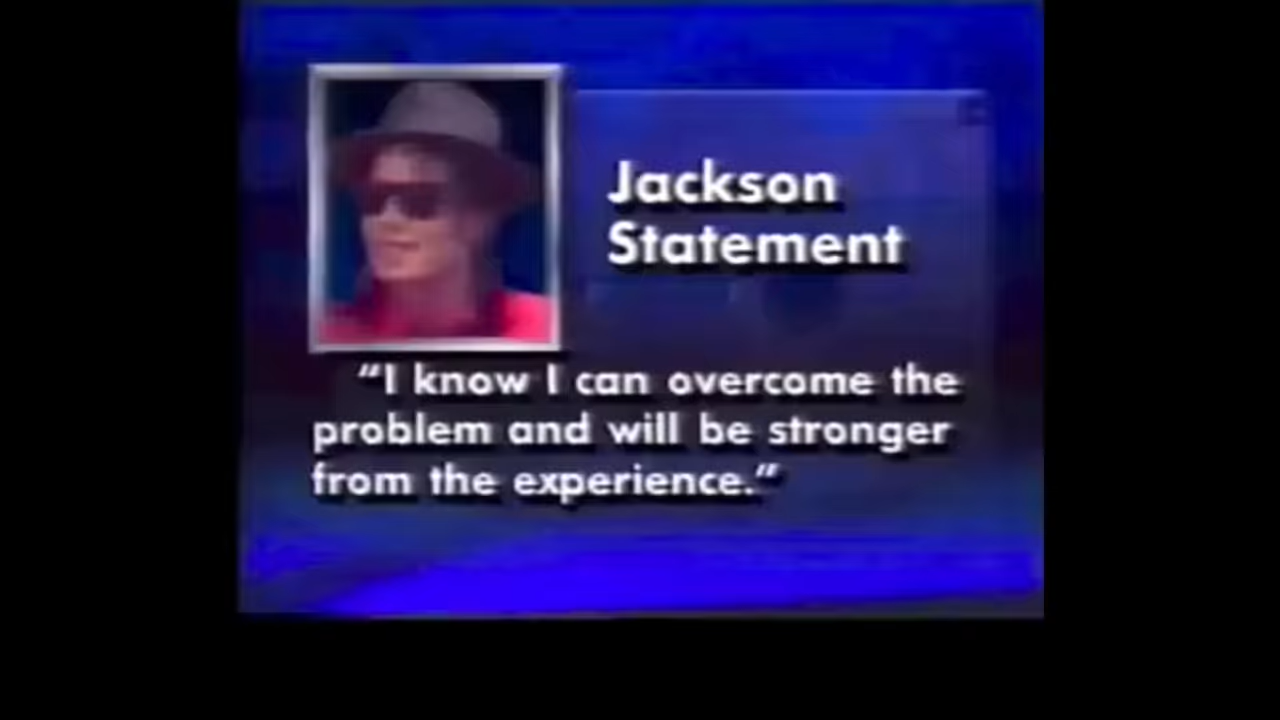 Jackson
Statement
“I know I can overcome the
problem and will be stronger
from the experience.”